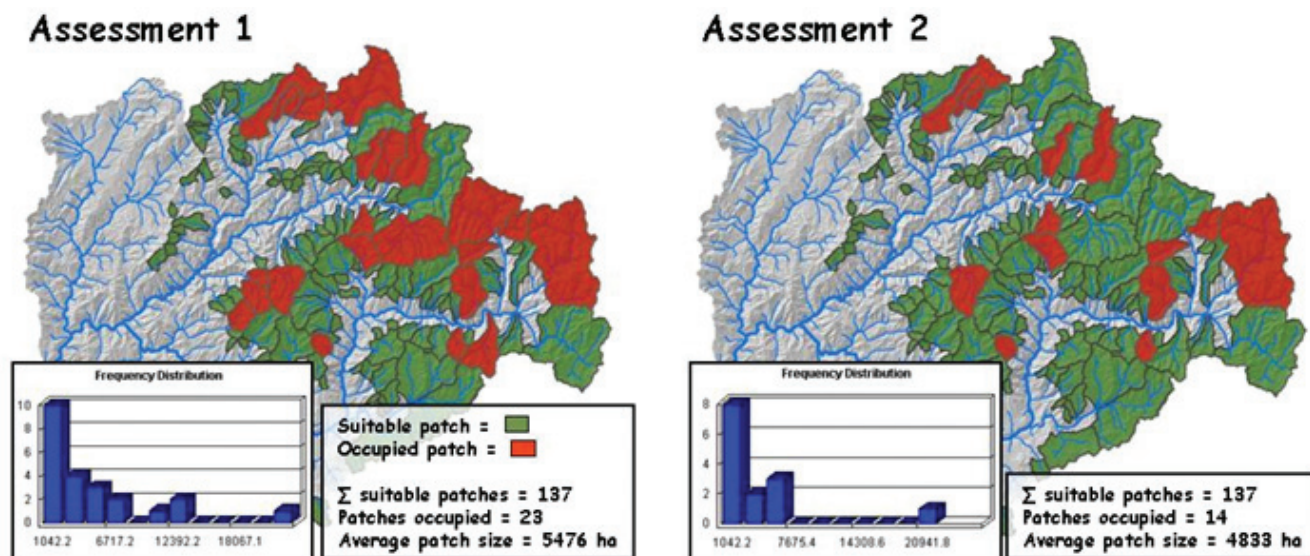 Assessment 1
Frequency Distribution
10
8
6
4
2
0
1042.2 6717.2 12392.2 18067.1
Suitable patch =
Occupied patch =
Σ suitable patches = 137
Patches occupied = 23
Average patch size = 5476 ha
Assessment 2
Frequency Distribution
8
6
4
2
0
1042.2 7675.4 14308.6 20941.8
Σ suitable patches = 137
Patches occupied = 14
Average patch size = 4833 ha